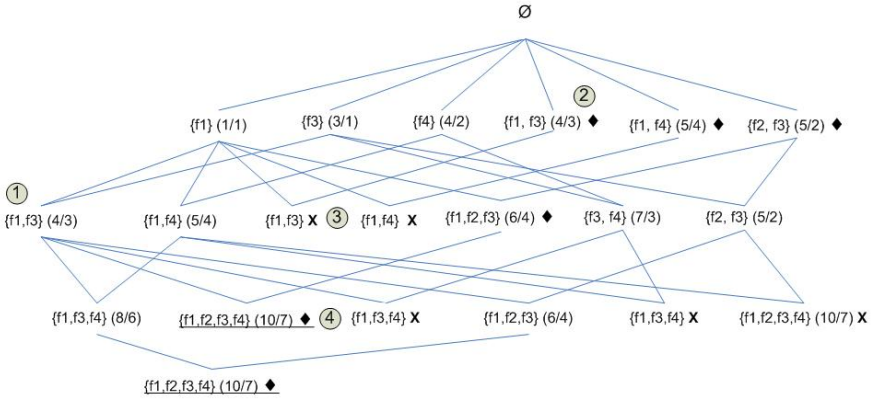 Ø
2
{f1} (1/1) {f3} (3/1) {f4} (4/2) {f1, f3} (4/3) ♦ {f1, f4} (5/4) ♦ {f2, f3} (5/2) ♦
1
{f1,f3} (4/3) {f1,f4} (5/4) {f1,f3} X 3 {f1,f4} X {f1,f2,f3} (6/4) ♦ {f3, f4} (7/3) {f2, f3} (5/2)
{f1,f3,f4} (8/6) {f1,f2,f3,f4} (10/7) ♦ 4 {f1,f3,f4} X {f1,f2,f3} (6/4) {f1,f3,f4} X {f1,f2,f3,f4} (10/7) X
{f1,f2,f3,f4} (10/7) ♦